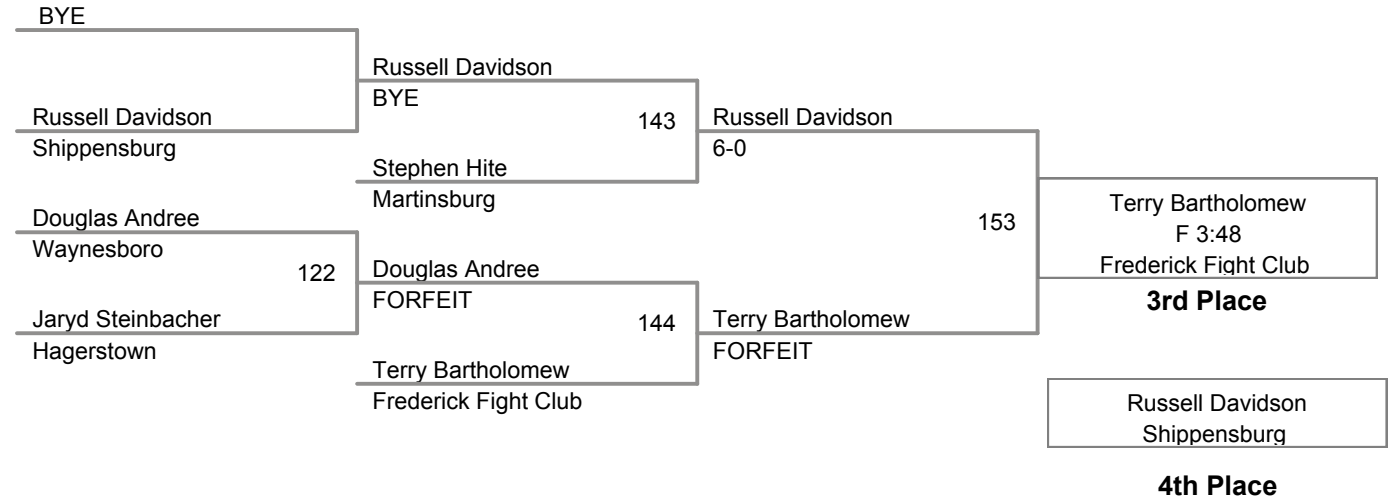 BYE
Russell Davidson
BYE
Russell Davidson
Shippensburg
143
Russell Davidson
6-0
Stephen Hite
Martinsburg
Douglas Andree
Waynesboro
153
Terry Bartholomew
F 3:48
Frederick Fight Club
3rd Place
122
Douglas Andree
FORFEIT
Jaryd Steinbacher
Hagerstown
144
Terry Bartholomew
FORFEIT
Terry Bartholomew
Frederick Fight Club
Russell Davidson
Shippensburg
4th Place